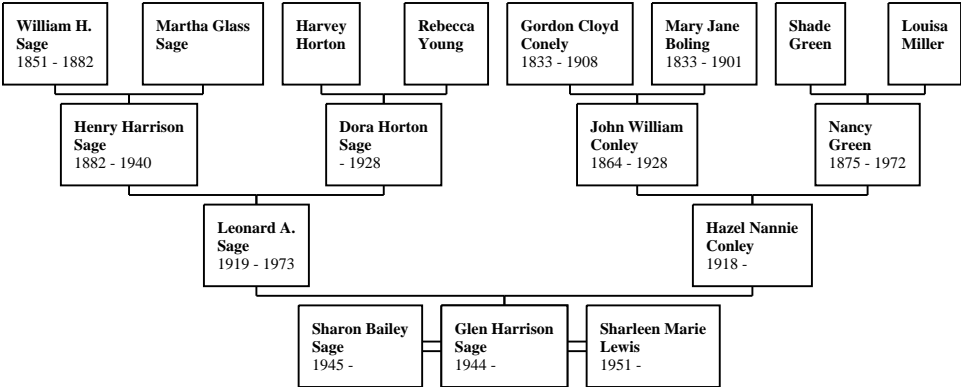 William H.
Sage
1851 - 1882
Martha Glass
Sage
Harvey
Horton
Rebecca
Young
Gordon Cloyd
Conely
1833 - 1908
Mary Jane
Boling
1833 - 1901
Shade
Green
Louisa
Miller
Henry Harrison
Sage
1882 - 1940
Dora Horton
Sage
- 1928
John William
Conley
1864 - 1928
Nancy
Green
1875 - 1972
Leonard A.
Sage
1919 - 1973
Hazel Nannie
Conley
1918 -
Sharon Bailey
Sage
1945 -
Glen Harrison
Sage
1944 -
Sharleen Marie
Lewis
1951 -